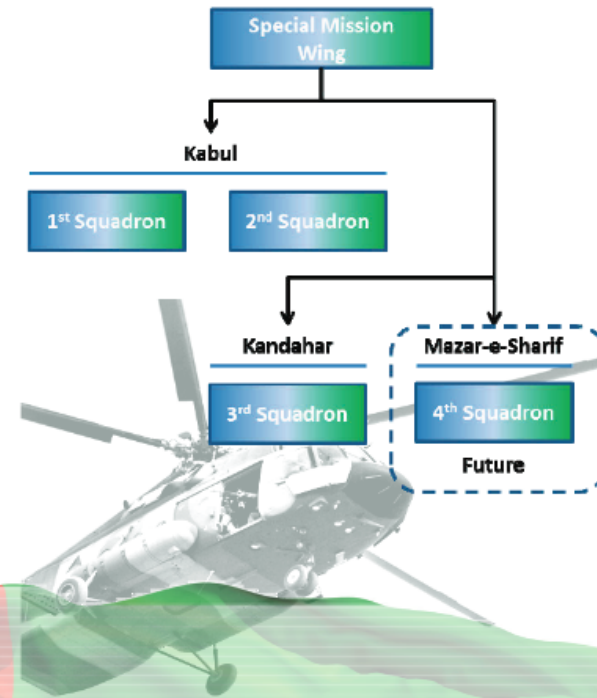 Special Mission
Wing
Kabul
1st Squadron
2nd Squadron
Kandahar
Mazar-e-Sharif
3rd Squadron
4th Squadron
Future